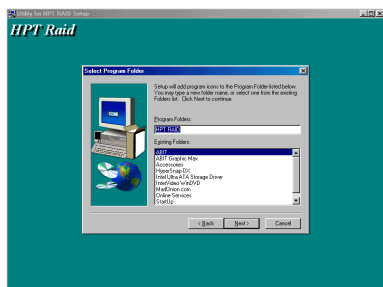 Utility for HPT RAID Setup
HPT Raid
Select Program Folder
Setup will add program icons to the Program Folder listed below.
You may type a new folder name, or select one from the existing
Folders list. Click Next to continue.
Program Folders:
HPT RAID
Existing Folders:
ABIT
ABIT Graphic Max
Accessories
HyperSnap-DX
Intel Ultra ATA Storage Driver
InterVideo WinDVD
MadOnion.com
Online Services
StartUp
< Back
Next >
Cancel